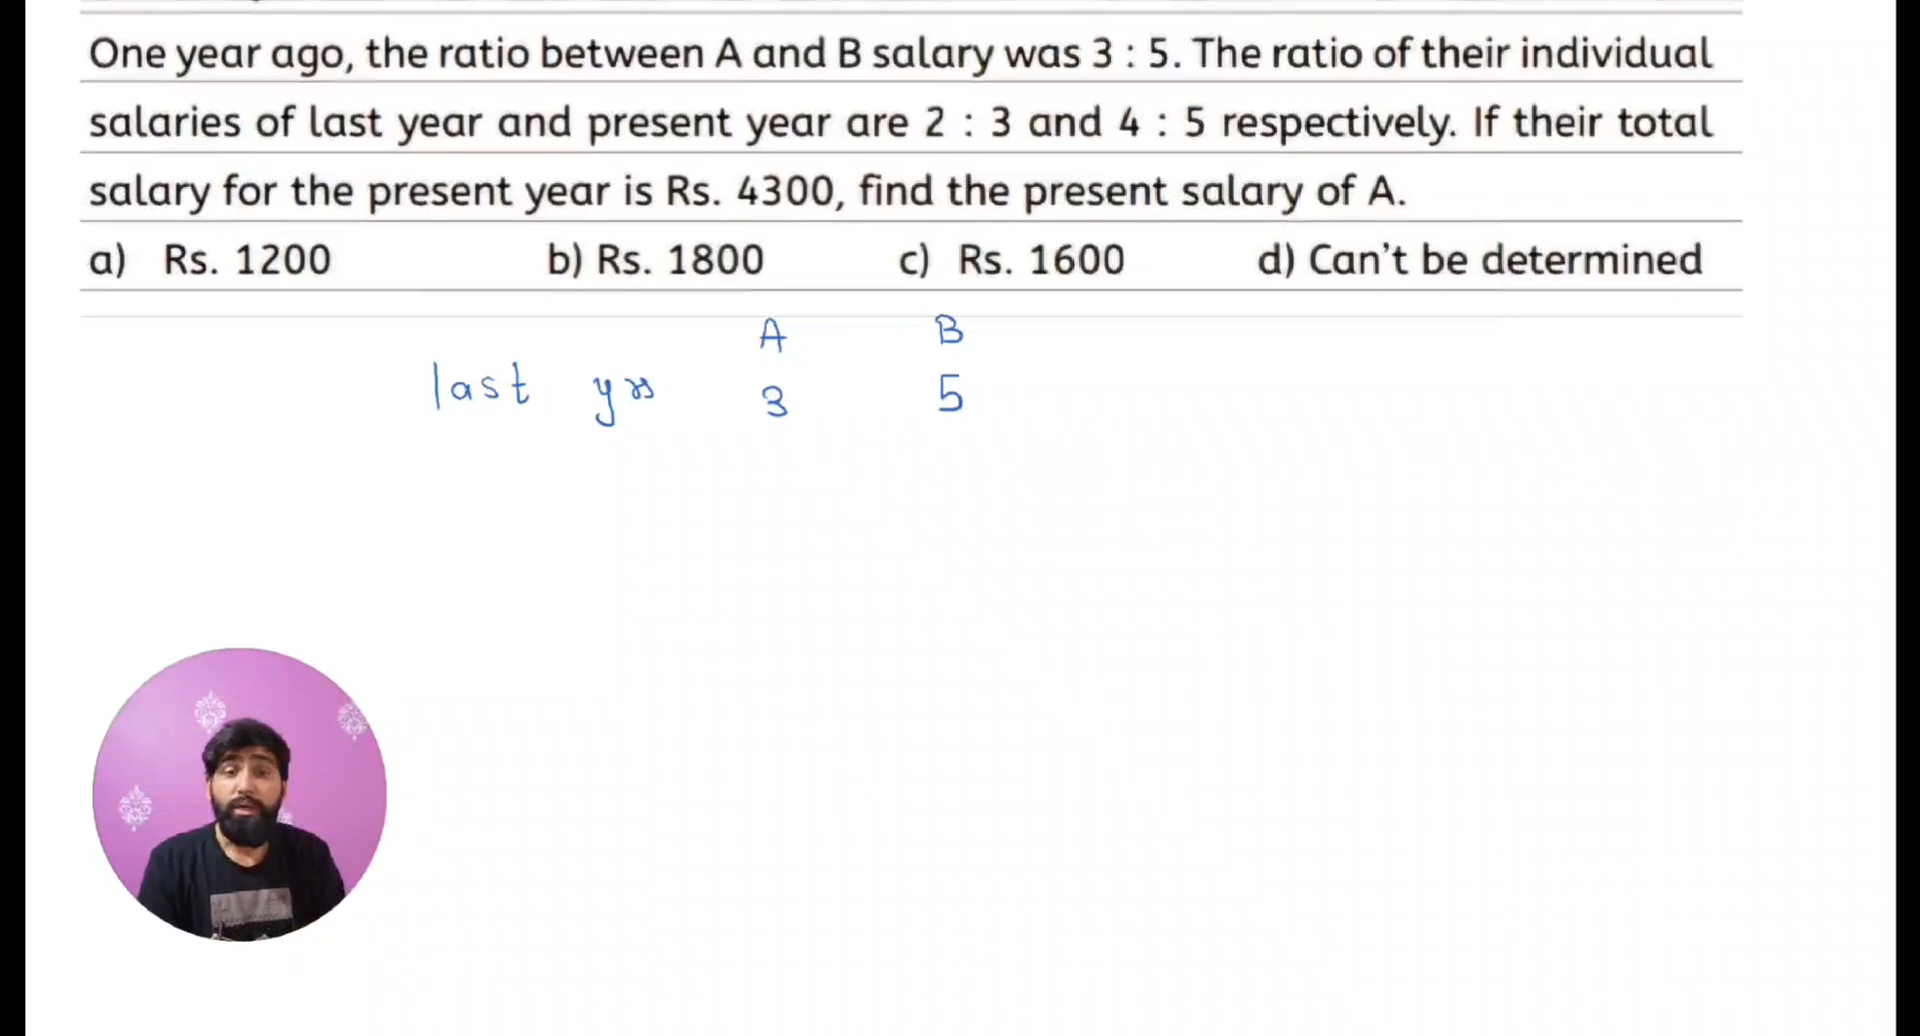 One year ago, the ratio between A and B salary was 3 : 5. The ratio of their individual
salaries of last year and present year are 2 : 3 and 4 : 5 respectively. If their total
salary for the present year is Rs. 4300, find the present salary of A.
a) Rs. 1200 b) Rs. 1800 c) Rs. 1600 d) Can't be determined
A B
last yrs 3 5